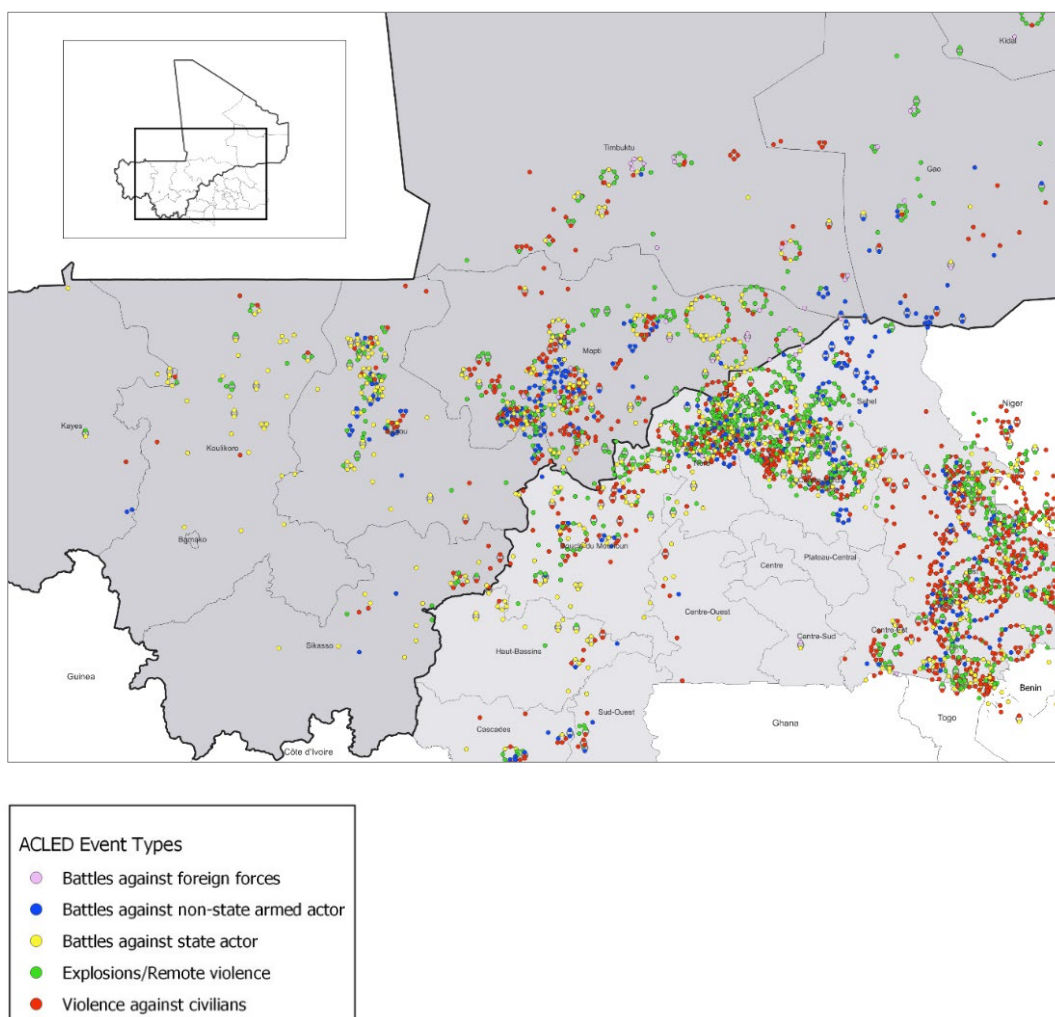 Kidal
Timbuktu
Gao
Mopti
Sahel
Niger
Kayes
Koulikoro
Nord
Bamako
Boucle du Mouhoun
Plateau-Central
Centre
Centre-Ouest
Centre-Est
Centre-Sud
Sikasso
Haut-Bassins
Guinea
Benin
Sud-Ouest
Ghana
Togo
Cascades
Côte d'Ivoire
ACLED Event Types
Battles against foreign forces
Battles against non-state armed actor
Battles against state actor
Explosions/Remote violence
Violence against civilians